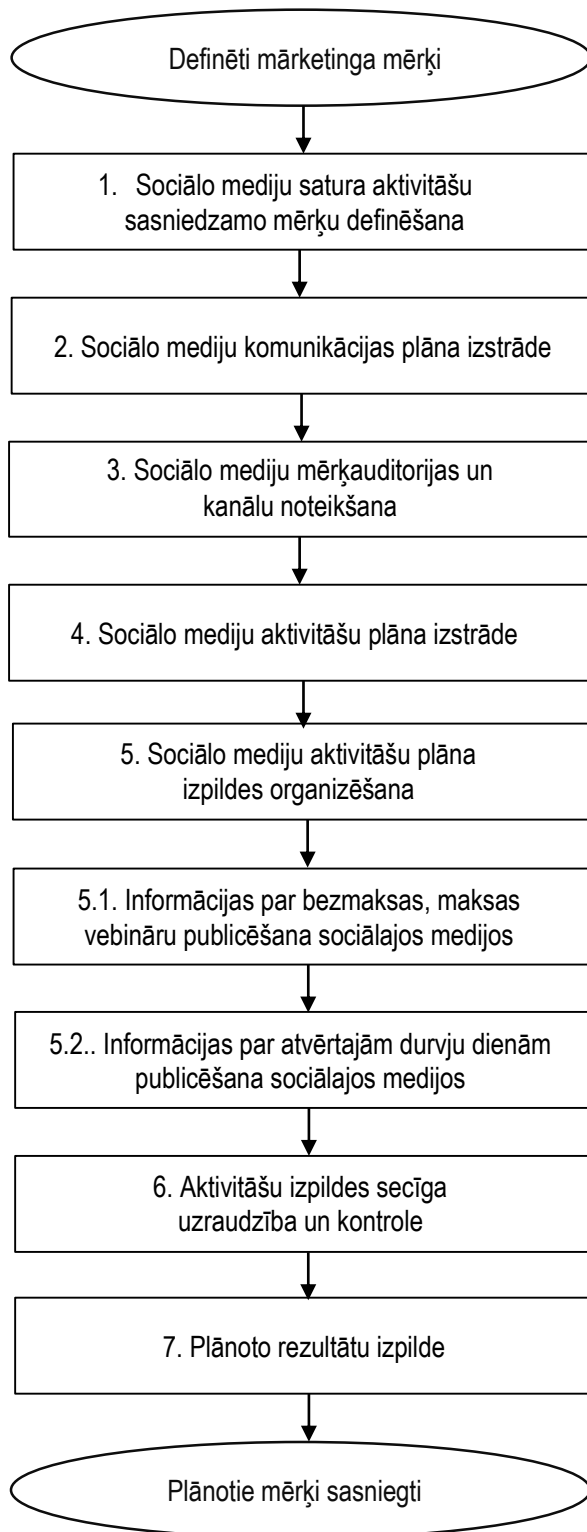 Definēti mārketinga mērķi
1. Sociālo mediju satura aktivitāšu
sasniedzamo mērķu definēšana
2. Sociālo mediju komunikācijas plāna izstrāde
3. Sociālo mediju mērķauditorijas un
kanālu noteikšana
4. Sociālo mediju aktivitāšu plāna izstrāde
5. Sociālo mediju aktivitāšu plāna
izpildes organizēšana
5.1. Informācijas par bezmaksas, maksas
vebināru publicēšana sociālajos medijos
5.2.. Informācijas par atvērtajām durvju dienām
publicēšana sociālajos medijos
6. Aktivitāšu izpildes secīga
uzraudzība un kontrole
7. Plānoto rezultātu izpilde
Plānotie mērķi sasniegti